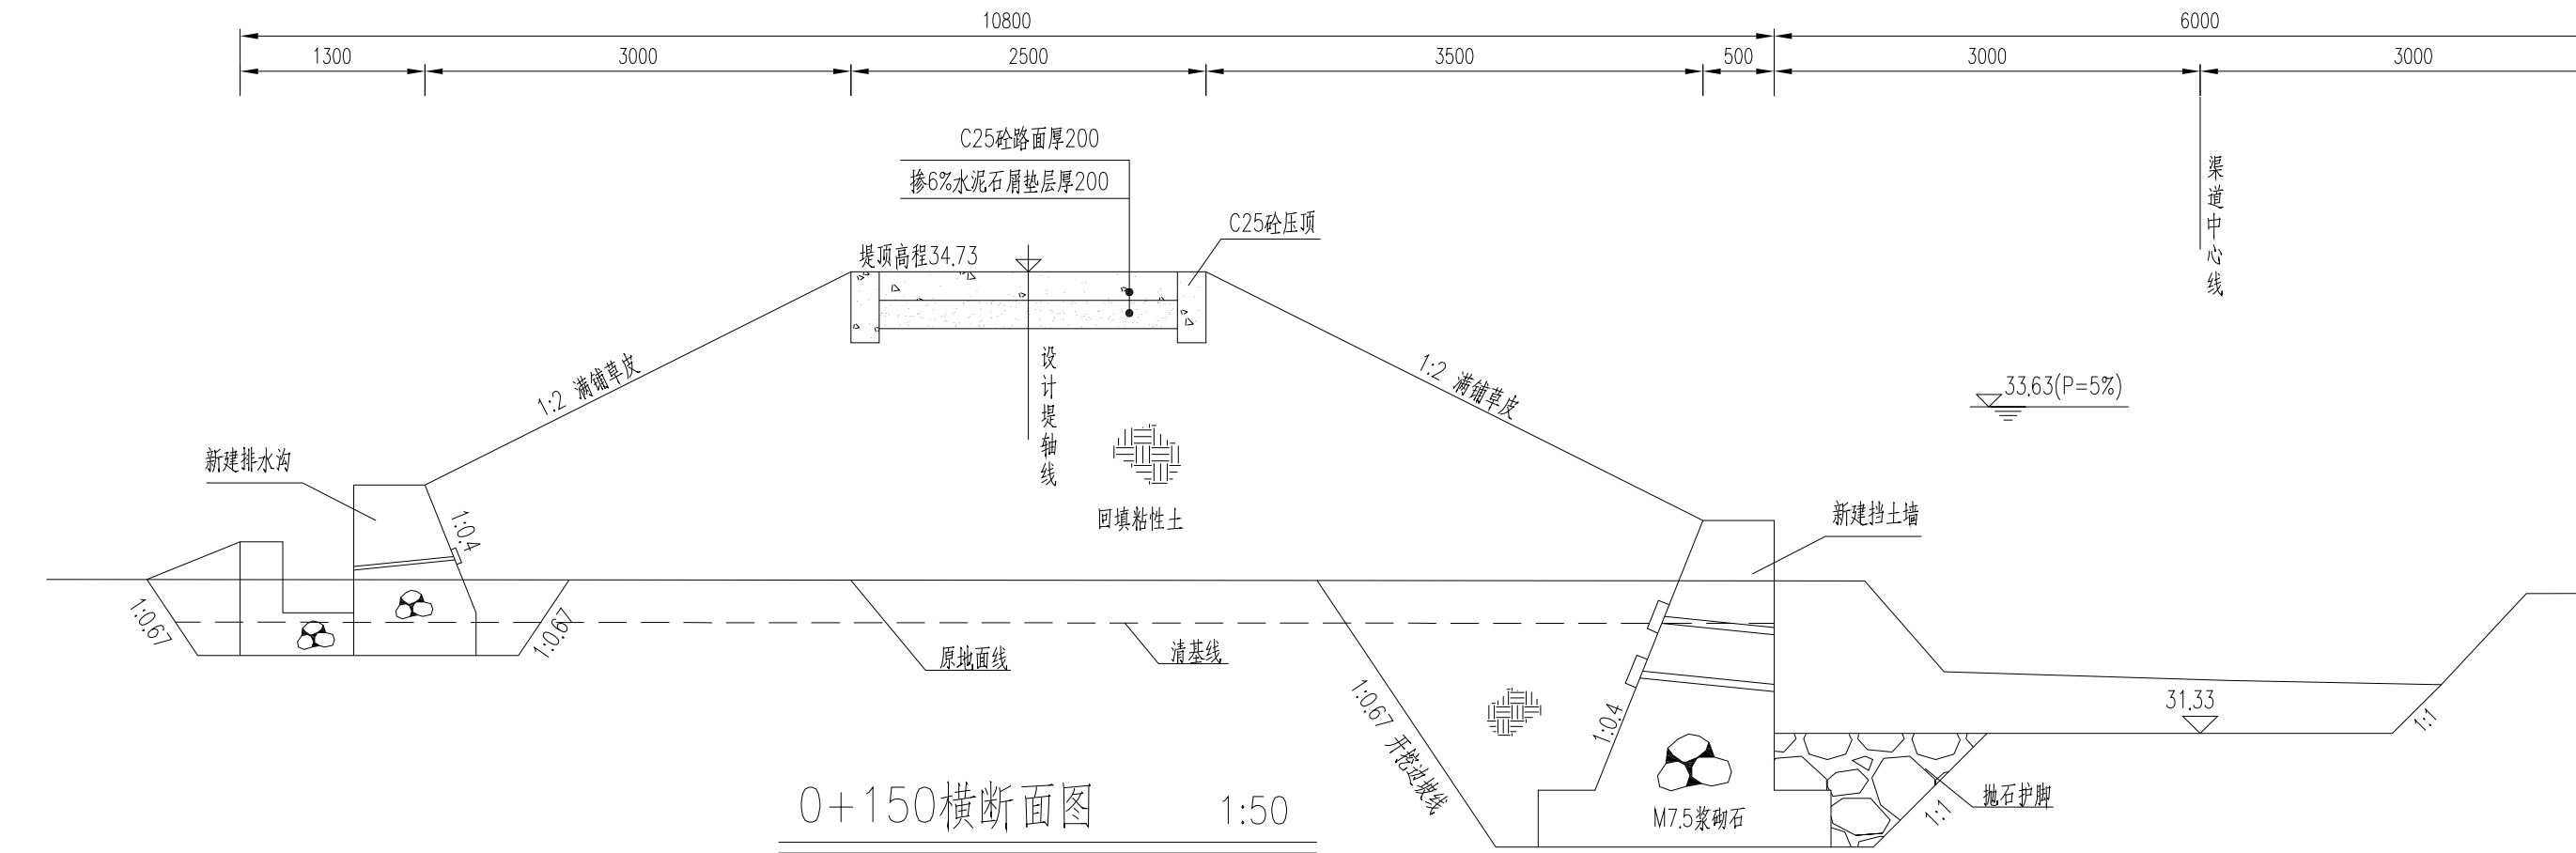 10800
6000
1300
3000
2500
3500
500
3000
3000
C25砼路面厚200
掺6%水泥石屑垫层厚200
C25砼压顶
渠道中心线
堤顶高程34.73
设计堤轴线
1:2 满铺草皮
1:2 满铺草皮
33.63(P=5%)
新建排水沟
1:0.4
回填粘性土
新建挡土墙
1:0.67
1:0.67
原地面线
清基线
1:0.67 开挖边坡线
1:0.4
31.33
1:1
M7.5浆砌石
1:1
抛石护脚
0+150横断面图 1:50